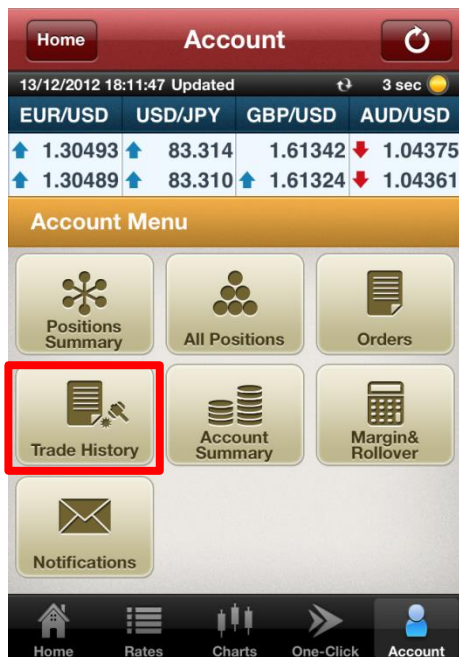 Home Account
13/12/2012 18:11:47 Updated 3 sec
EUR/USD USD/JPY GBP/USD AUD/USD
1.30493 83.314 1.61342 1.04375
1.30489 83.310 1.61324 1.04361
Account Menu
Positions
Summary
All Positions
Orders
Trade History
Account
Summary
Margin&
Rollover
Notifications
Home Rates Charts One-Click Account